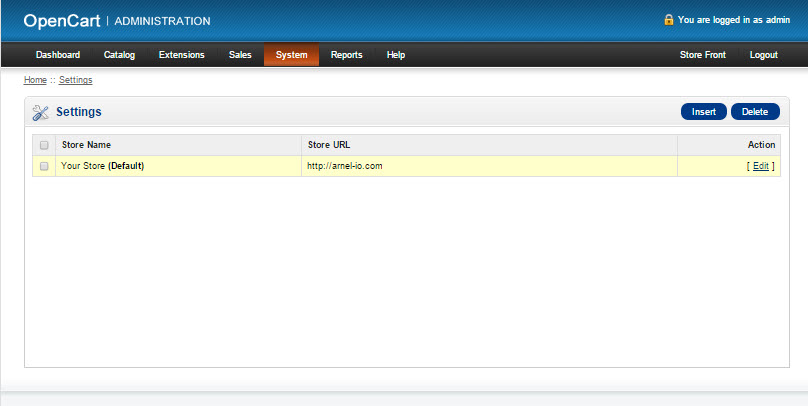 OpenCart | ADMINISTRATION You are logged in as admin
Dashboard Catalog Extensions Sales System Reports Help Store Front Logout
Home :: Settings
Settings Insert Delete
Store Name Store URL Action
Your Store (Default) http://arnel-io.com [ Edit ]